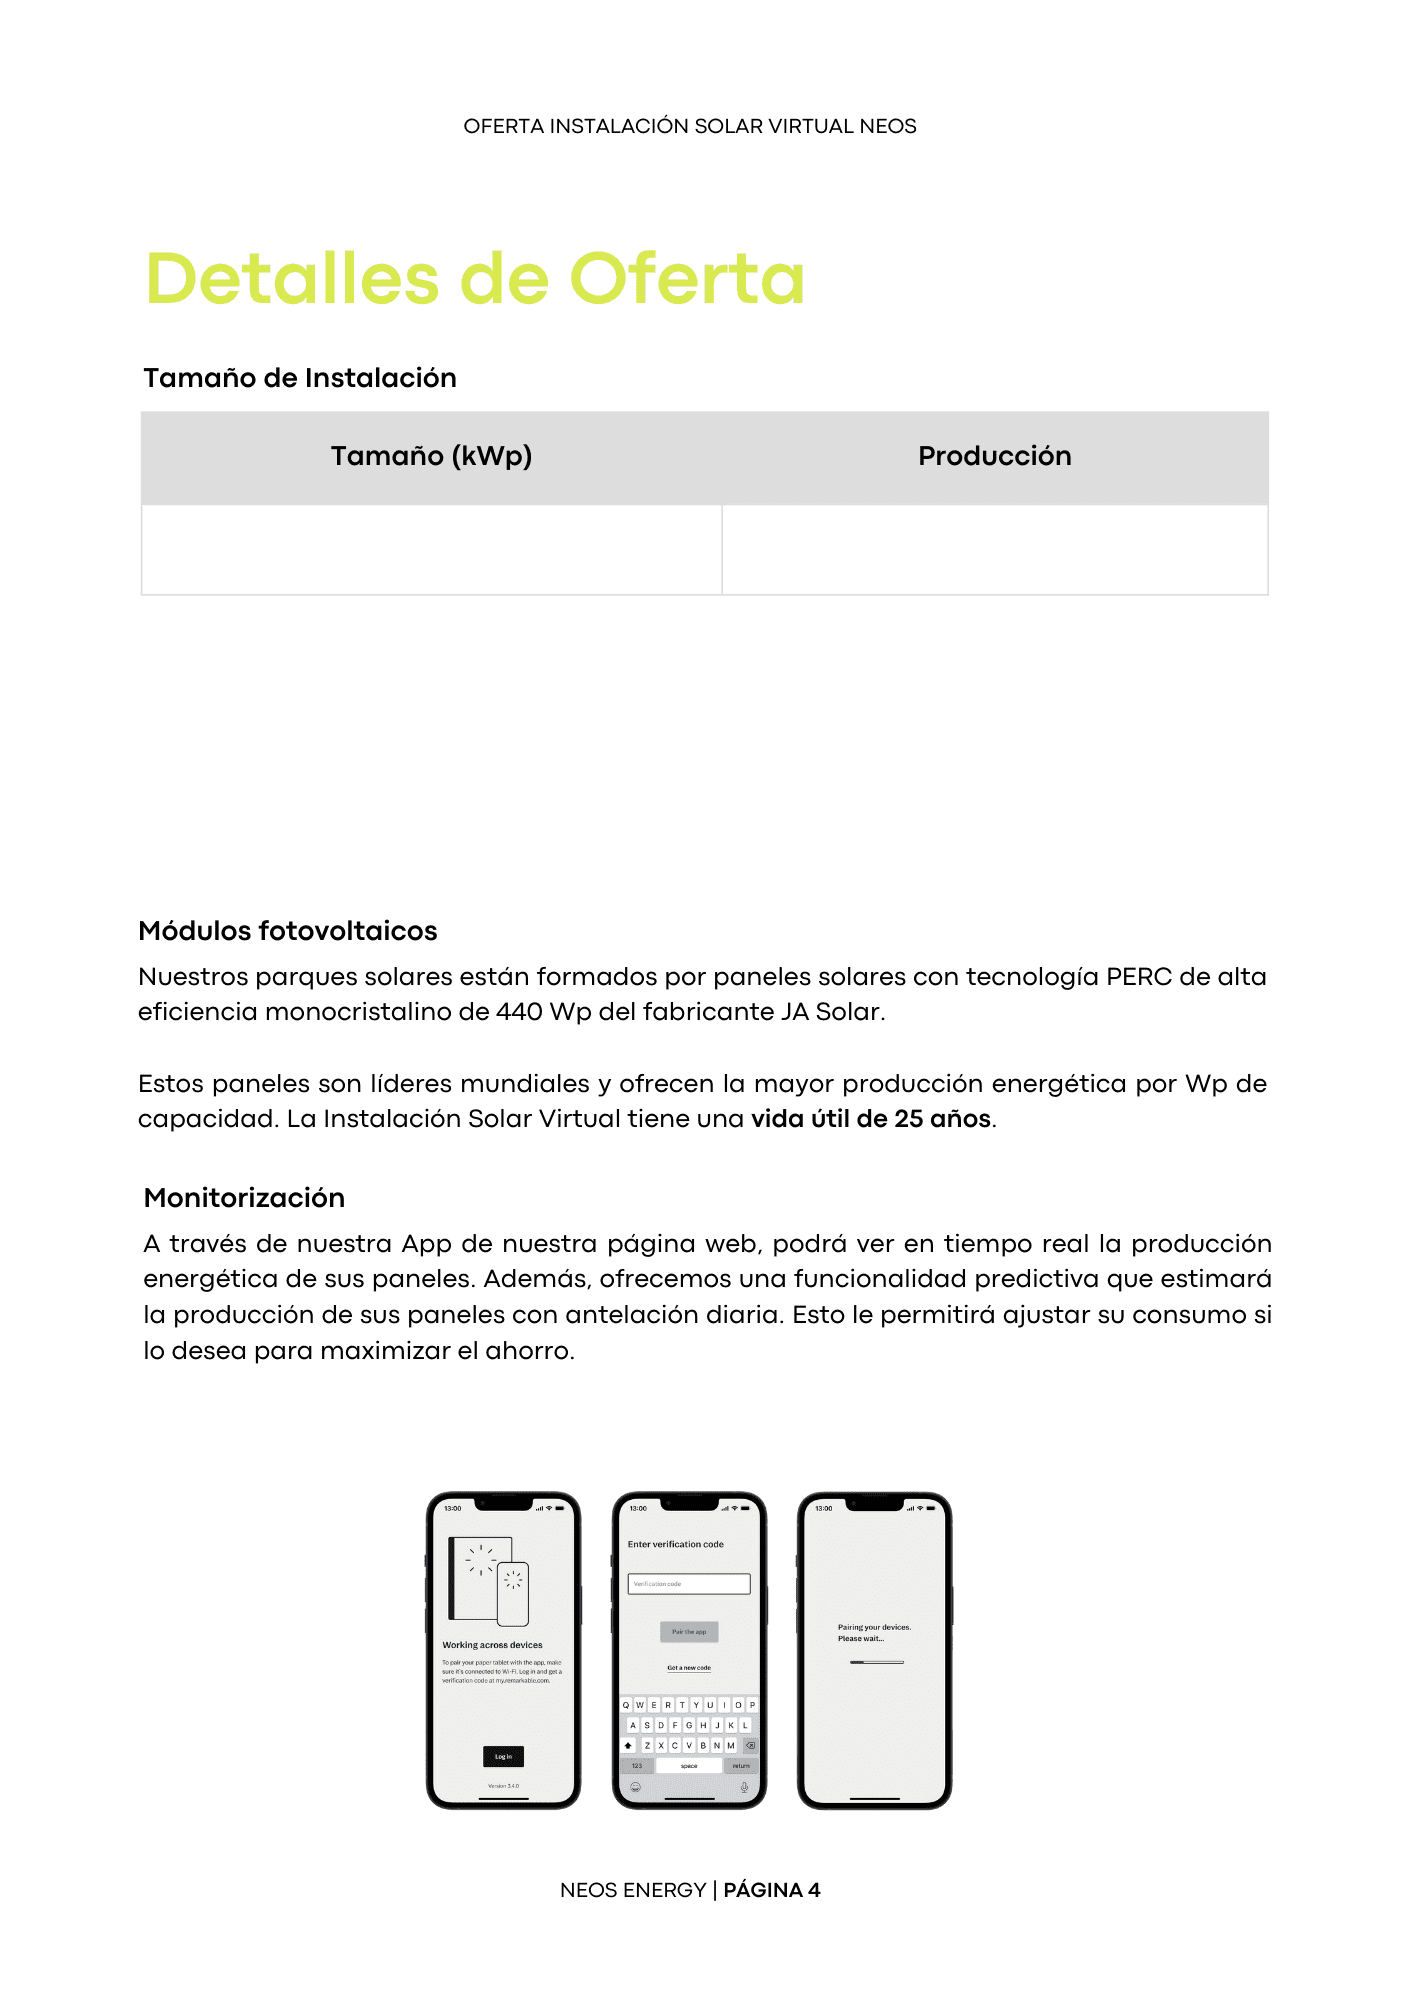 OFERTA INSTALACIÓN SOLAR VIRTUAL NEOS
Detalles de Oferta
Tamaño de Instalación
Tamaño (kWp) Producción
Módulos fotovoltaicos
Nuestros parques solares están formados por paneles solares con tecnología PERC de alta
eficiencia monocristalino de 440 Wp del fabricante JA Solar.
Estos paneles son líderes mundiales y ofrecen la mayor producción energética por Wp de
capacidad. La Instalación Solar Virtual tiene una vida útil de 25 años.
Monitorización
A través de nuestra App de nuestra página web, podrá ver en tiempo real la producción
energética de sus paneles. Además, ofrecemos una funcionalidad predictiva que estimará
la producción de sus paneles con antelación diaria. Esto le permitirá ajustar su consumo si
lo desea para maximizar el ahorro.
13:00
Working across devices
To pair your paper tablet with the app, make
sure it's connected to Wi-Fi. Log in and get a
verification code at my.remarkable.com.
Log in
Version 3.4.0
13:00
Enter verification code
Verification code
Pair the app
Get a new code
Q W E R T Y U I O P
A S D F G H J K L
Z X C V B N M
123 space return
13:00
Pairing your devices.
Please wait...
NEOS ENERGY | PÁGINA 4